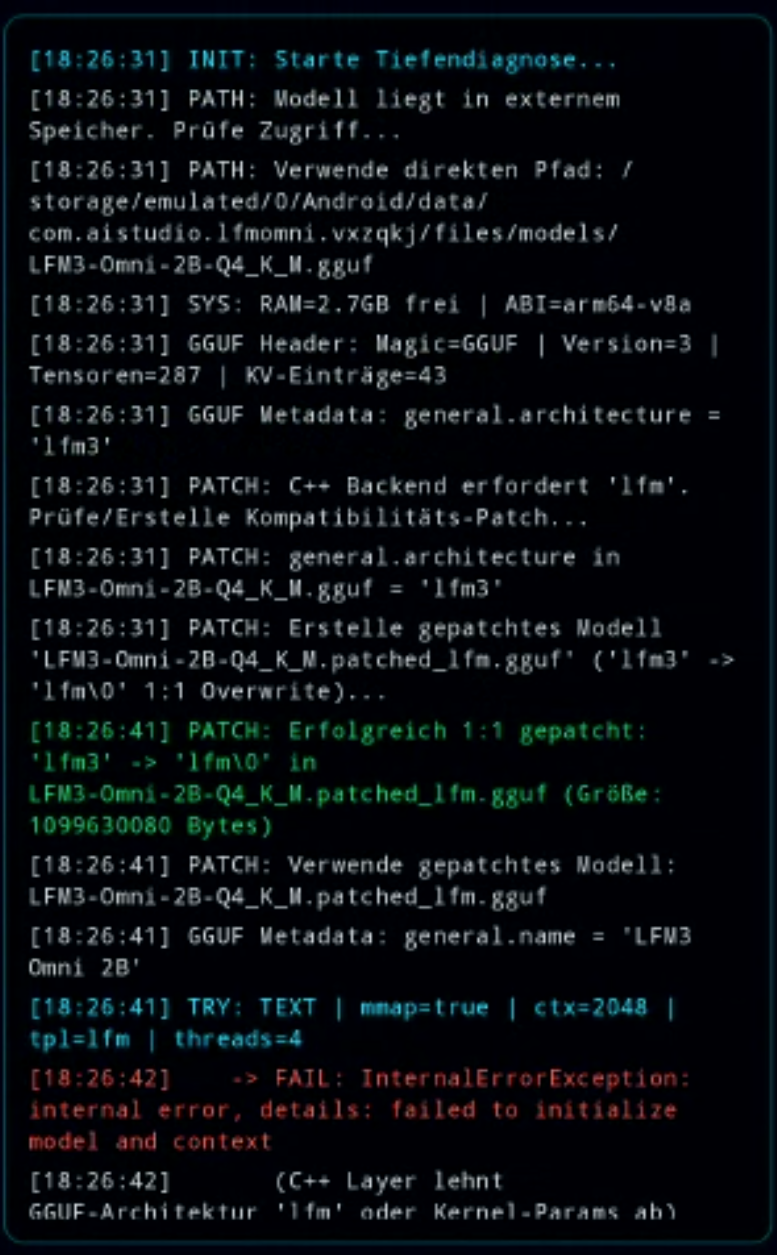 [18:26:31] INIT: Starte Tiefendiagnose...
[18:26:31] PATH: Modell liegt in externem
Speicher. Prüfe Zugriff...
[18:26:31] PATH: Verwende direkten Pfad: /
storage/emulated/0/Android/data/
com.aistudio.lfmomni.vxzqkj/files/models/
LFM3-Omni-2B-Q4_K_M.gguf
[18:26:31] SYS: RAM=2.7GB frei | ABI=arm64-v8a
[18:26:31] GGUF Header: Magic=GGUF | Version=3 |
Tensoren=287 | KV-Einträge=43
[18:26:31] GGUF Metadata: general.architecture =
'lfm3'
[18:26:31] PATCH: C++ Backend erfordert 'lfm'.
Prüfe/Erstelle Kompatibilitäts-Patch...
[18:26:31] PATCH: general.architecture in
LFM3-Omni-2B-Q4_K_M.gguf = 'lfm3'
[18:26:31] PATCH: Erstelle gepatchtes Modell
'LFM3-Omni-2B-Q4_K_M.patched_lfm.gguf' ('lfm3' ->
'lfm\0' 1:1 Overwrite)...
[18:26:41] PATCH: Erfolgreich 1:1 gepatcht:
'lfm3' -> 'lfm\0' in
LFM3-Omni-2B-Q4_K_M.patched_lfm.gguf (Größe:
1099630080 Bytes)
[18:26:41] PATCH: Verwende gepatchtes Modell:
LFM3-Omni-2B-Q4_K_M.patched_lfm.gguf
[18:26:41] GGUF Metadata: general.name = 'LFM3
Omni 2B'
[18:26:41] TRY: TEXT | mmap=true | ctx=2048 |
tpl=lfm | threads=4
[18:26:42] -> FAIL: InternalErrorException:
internal error, details: failed to initialize
model and context
[18:26:42] (C++ Layer lehnt
GGUF-Architektur 'lfm' oder Kernel-Params ab)